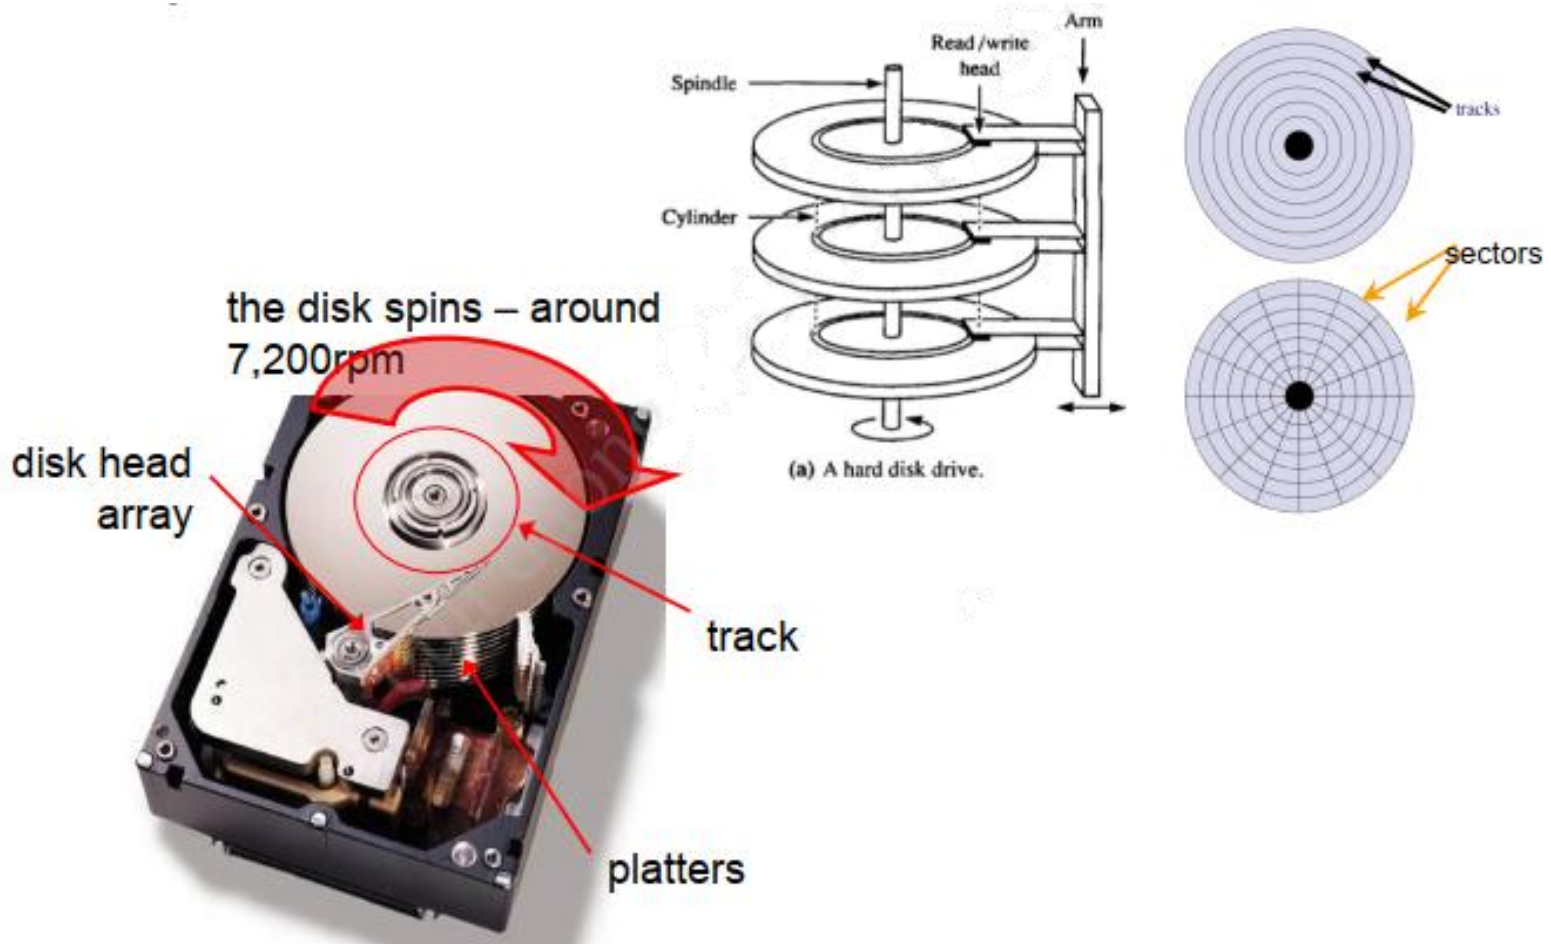 Arm
Read/write
head
Spindle
tracks
Cylinder
sectors
the disk spins – around
7,200rpm
(a) A hard disk drive.
disk head
array
track
platters